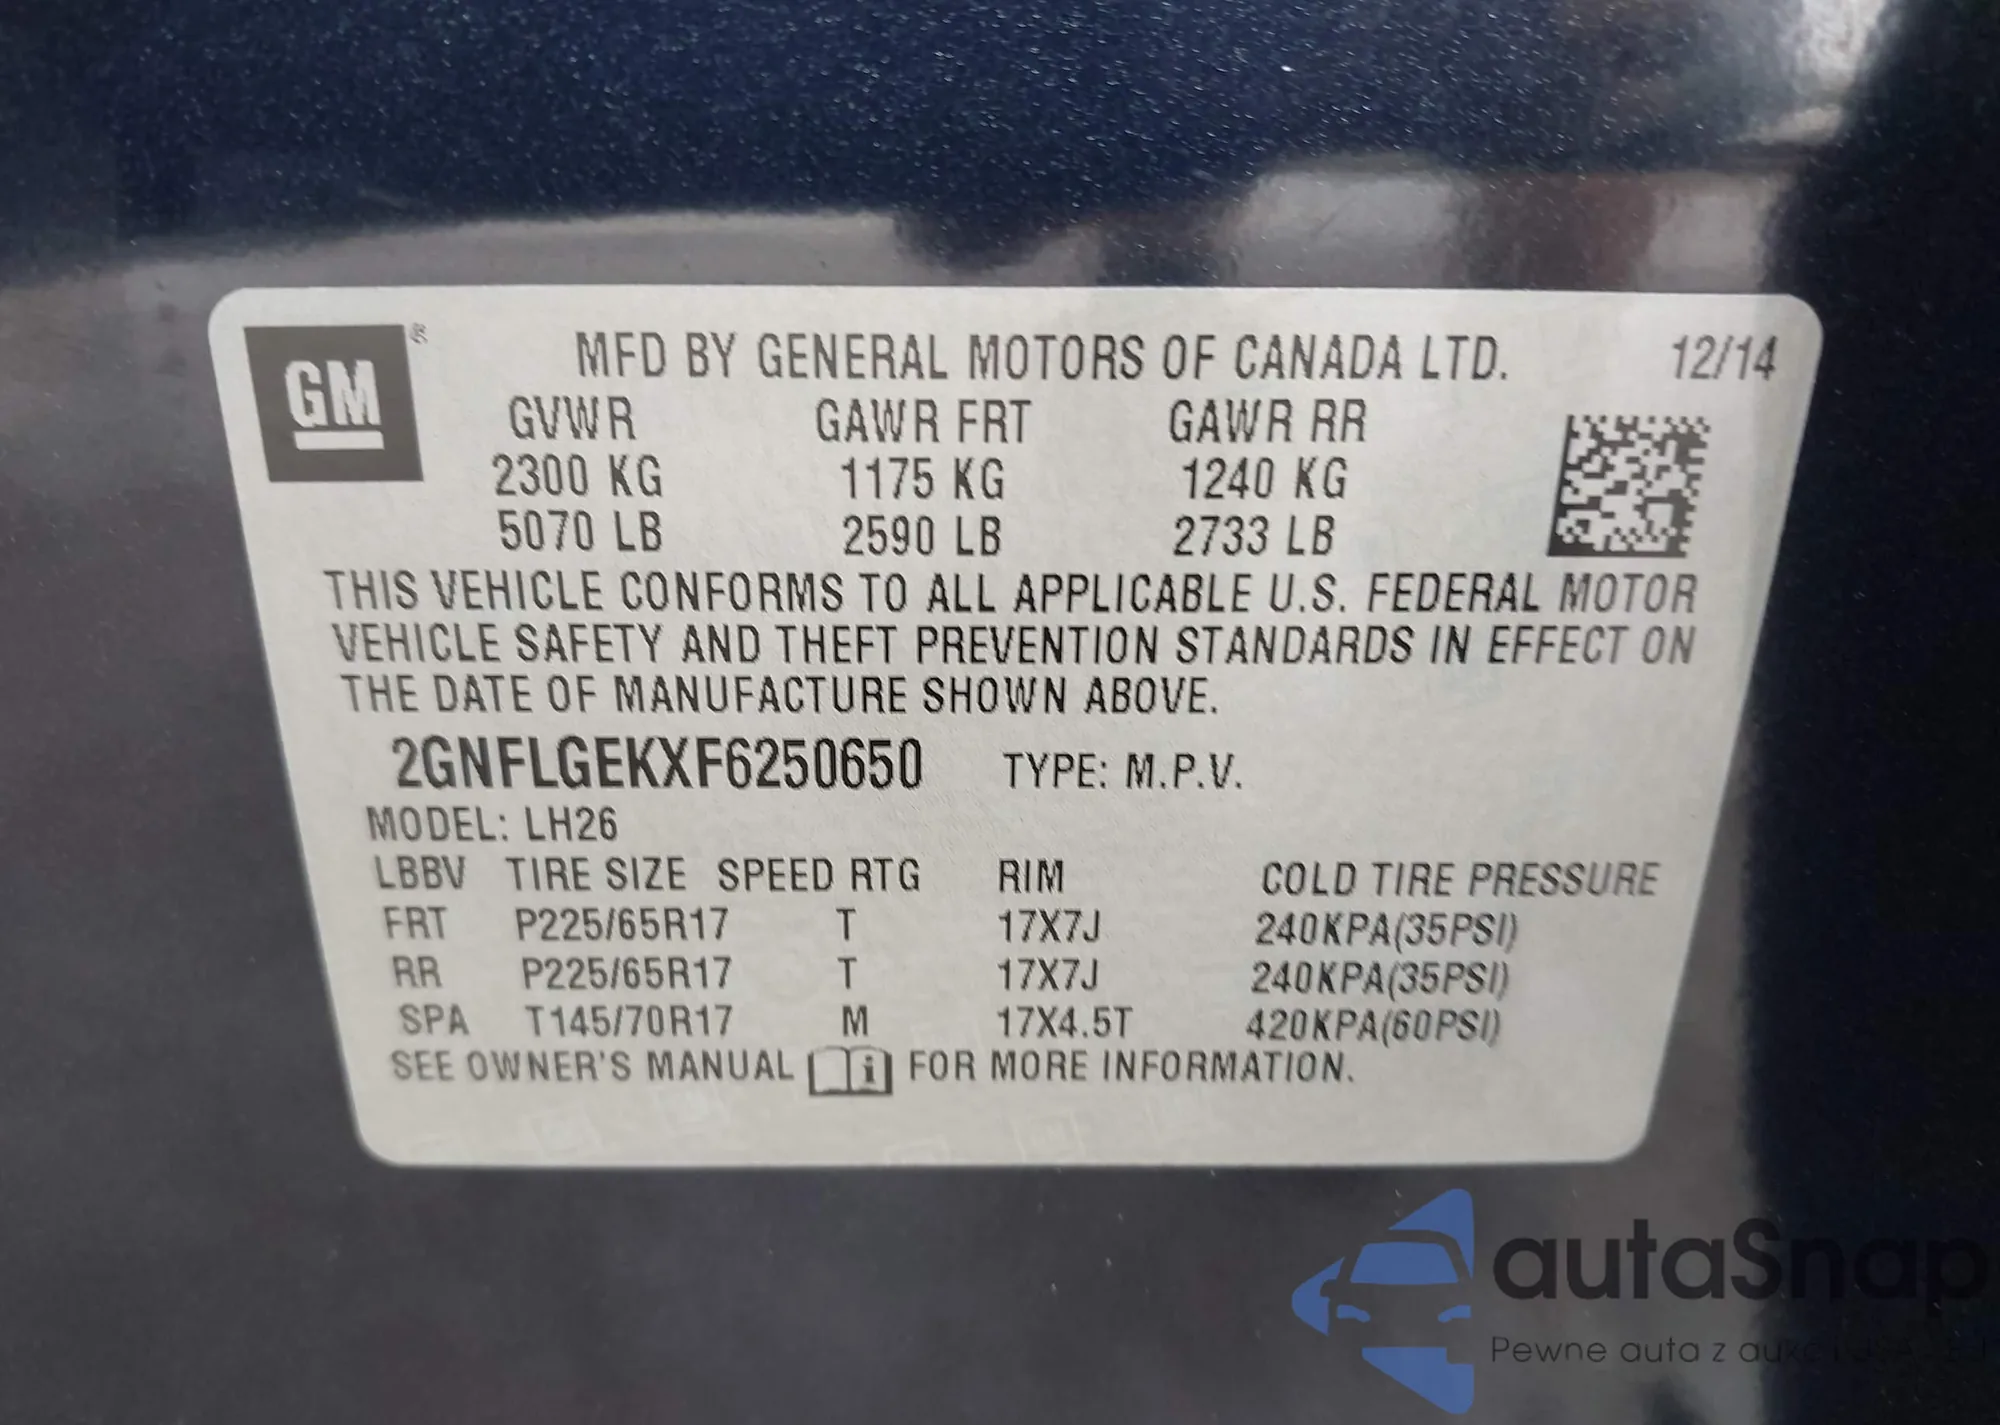 GM ®
MFD BY GENERAL MOTORS OF CANADA LTD. 12/14
GVWR GAWR FRT GAWR RR
2300 KG 1175 KG 1240 KG
5070 LB 2590 LB 2733 LB
THIS VEHICLE CONFORMS TO ALL APPLICABLE U.S. FEDERAL MOTOR
VEHICLE SAFETY AND THEFT PREVENTION STANDARDS IN EFFECT ON
THE DATE OF MANUFACTURE SHOWN ABOVE.
2GNFLGEKXF6250650 TYPE: M.P.V.
MODEL: LH26
LBBV TIRE SIZE SPEED RTG RIM COLD TIRE PRESSURE
FRT P225/65R17 T 17X7J 240KPA(35PSI)
RR P225/65R17 T 17X7J 240KPA(35PSI)
SPA T145/70R17 M 17X4.5T 420KPA(60PSI)
SEE OWNER'S MANUAL i FOR MORE INFORMATION.
autaSnap
Pewne auta z